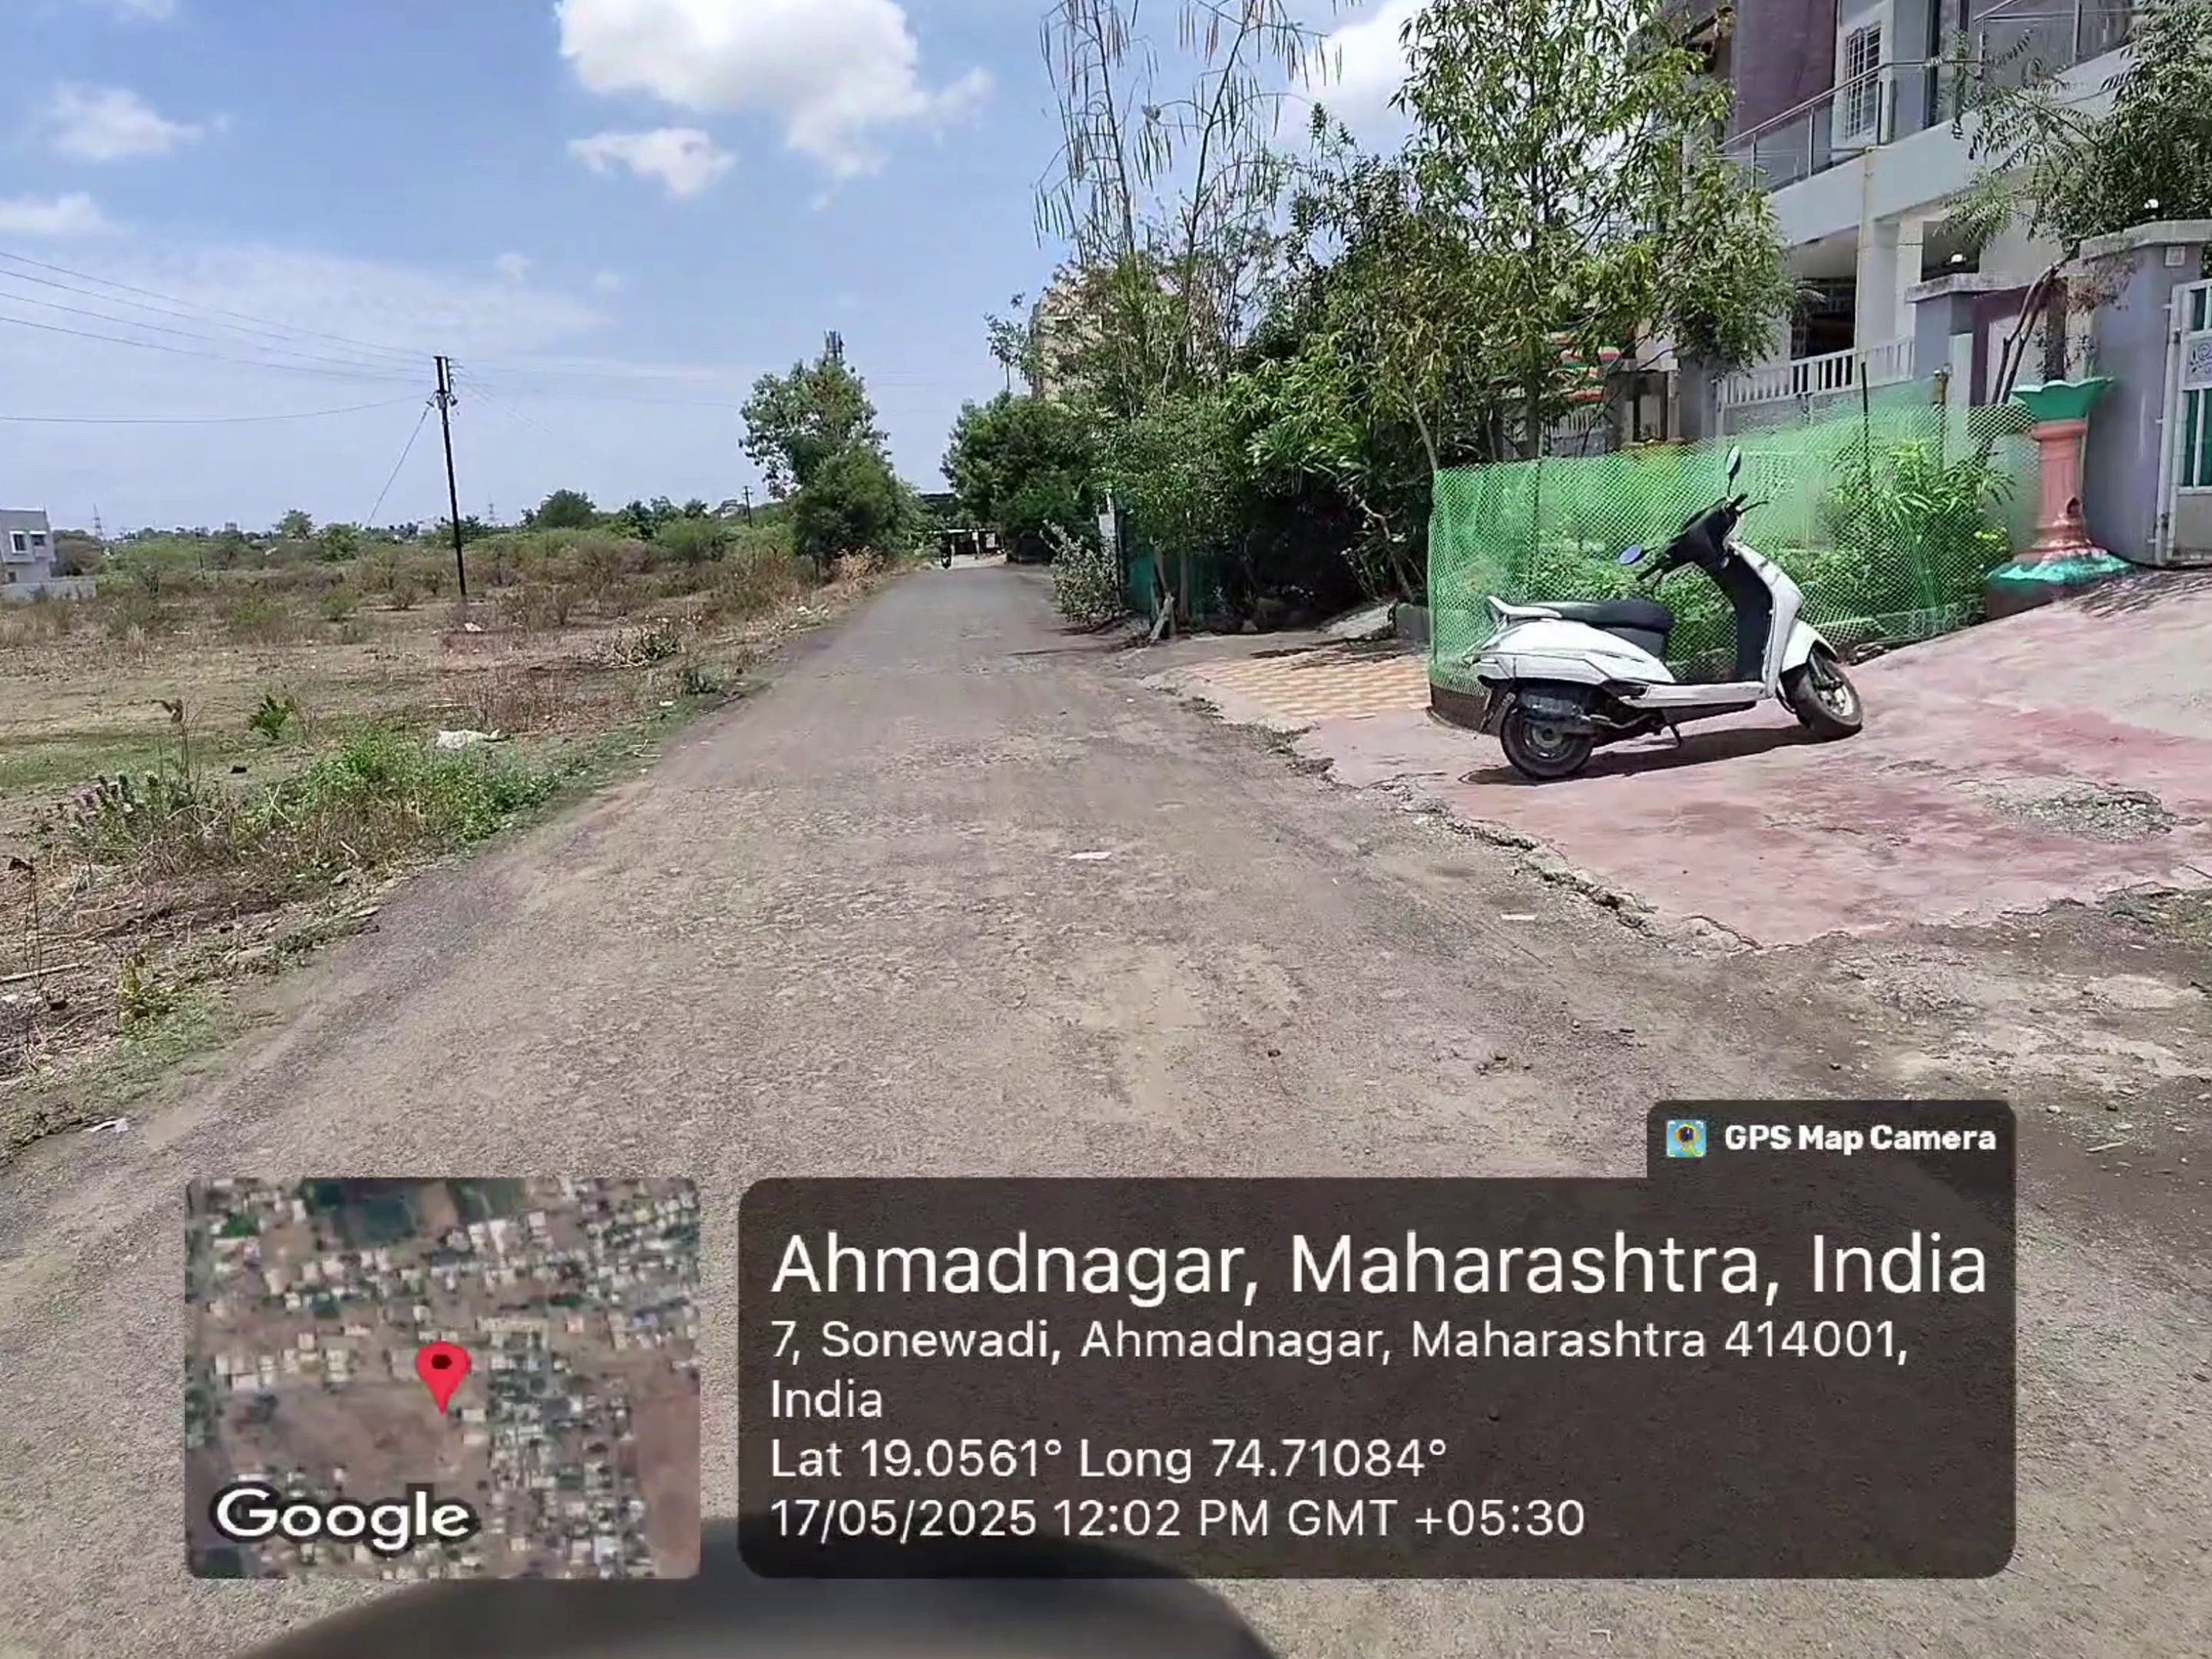 GPS Map Camera
Ahmadnagar, Maharashtra, India
7, Sonewadi, Ahmadnagar, Maharashtra 414001,
India
Lat 19.0561° Long 74.71084°
17/05/2025 12:02 PM GMT +05:30
Google